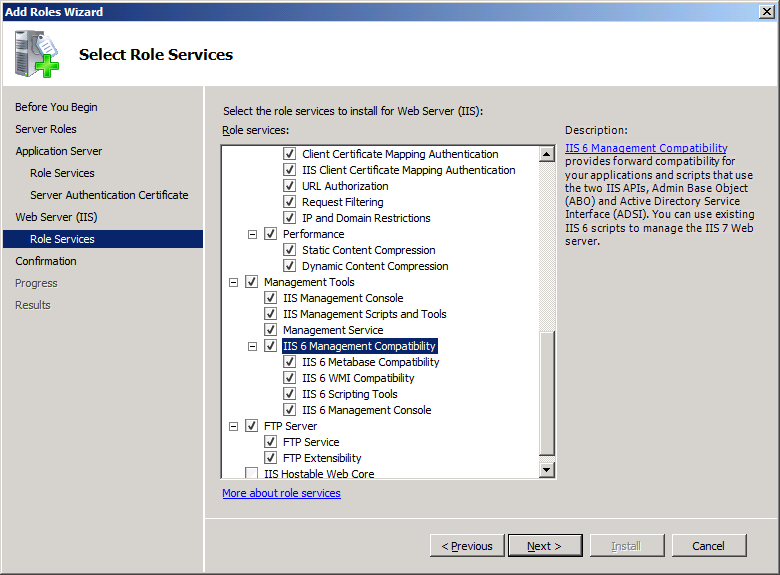 Add Roles Wizard
Select Role Services
Before You Begin
Server Roles
Application Server
Role Services
Server Authentication Certificate
Web Server (IIS)
Role Services
Confirmation
Progress
Results
Select the role services to install for Web Server (IIS):
Role services:
Client Certificate Mapping Authentication
IIS Client Certificate Mapping Authentication
URL Authorization
Request Filtering
IP and Domain Restrictions
Performance
Static Content Compression
Dynamic Content Compression
Management Tools
IIS Management Console
IIS Management Scripts and Tools
Management Service
IIS 6 Management Compatibility
IIS 6 Metabase Compatibility
IIS 6 WMI Compatibility
IIS 6 Scripting Tools
IIS 6 Management Console
FTP Server
FTP Service
FTP Extensibility
IIS Hostable Web Core
More about role services
Description:
IIS 6 Management Compatibility
provides forward compatibility for
your applications and scripts that use
the two IIS APIs, Admin Base Object
(ABO) and Active Directory Service
Interface (ADSI). You can use existing
IIS 6 scripts to manage the IIS 7 Web
server.
< Previous
Next >
Install
Cancel